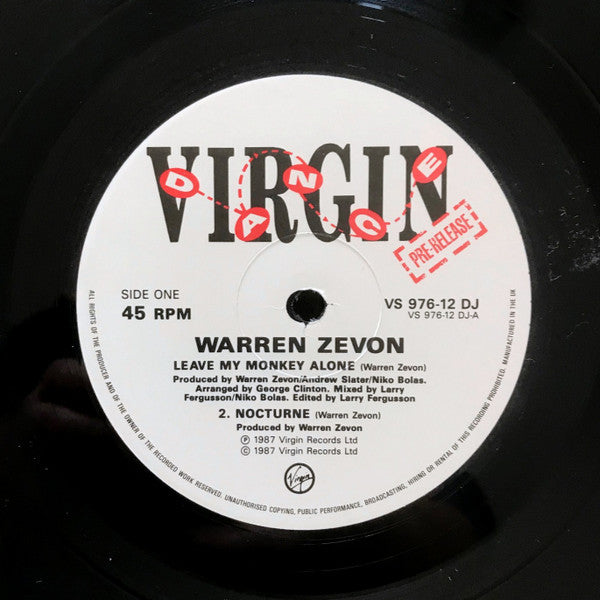 VIRGIN
DANCE
PRE-RELEASE
SIDE ONE
45 RPM
VS 976-12 DJ
VS 976-12 DJ-A
WARREN ZEVON
LEAVE MY MONKEY ALONE (Warren Zevon)
Produced by Warren Zevon/Andrew Slater/Niko Bolas.
Arranged by George Clinton. Mixed by Larry
Fergusson/Niko Bolas. Edited by Larry Fergusson
2. NOCTURNE (Warren Zevon)
Produced by Warren Zevon
℗ 1987 Virgin Records Ltd
© 1987 Virgin Records Ltd
Virgin
ALL RIGHTS OF THE PRODUCER AND OF THE OWNER OF THE RECORDED WORK RESERVED. UNAUTHORISED COPYING, PUBLIC PERFORMANCE, BROADCASTING, HIRING OR RENTAL OF THIS RECORDING PROHIBITED. MANUFACTURED IN THE UK